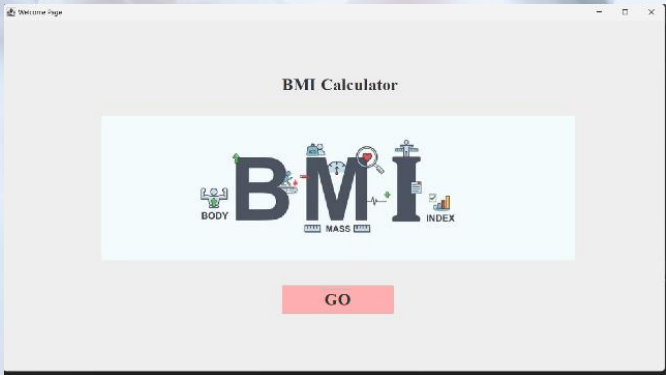 Welcome Page
BMI Calculator
BMI
BODY
MASS
INDEX
GO